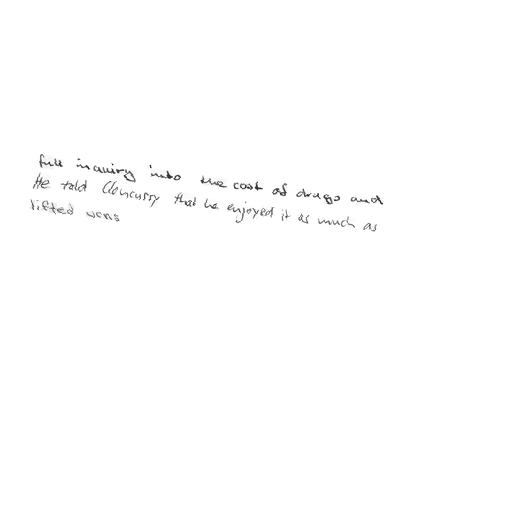 full inquiry into the cost of drugs and
He told Cloncurry that he enjoyed it as much as
lifted